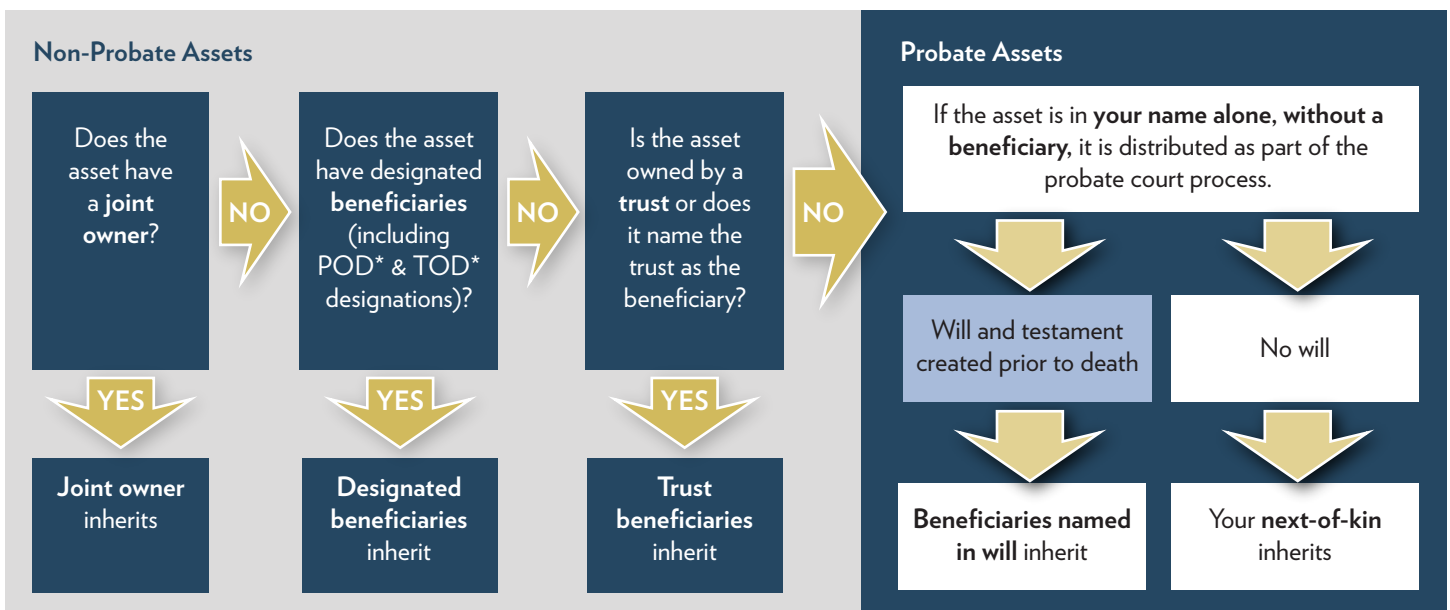 Non-Probate Assets
Does the
asset have
a joint
owner?
NO
Does the asset
have designated
beneficiaries
(including
POD* & TOD*
designations)?
NO
Is the asset
owned by a
trust or does
it name the
trust as the
beneficiary?
NO
YES
YES
YES
Joint owner
inherits
Designated
beneficiaries
inherit
Trust
beneficiaries
inherit
Probate Assets
If the asset is in your name alone, without a
beneficiary, it is distributed as part of the
probate court process.
Will and testament
created prior to death
No will
Beneficiaries named
in will inherit
Your next-of-kin
inherits